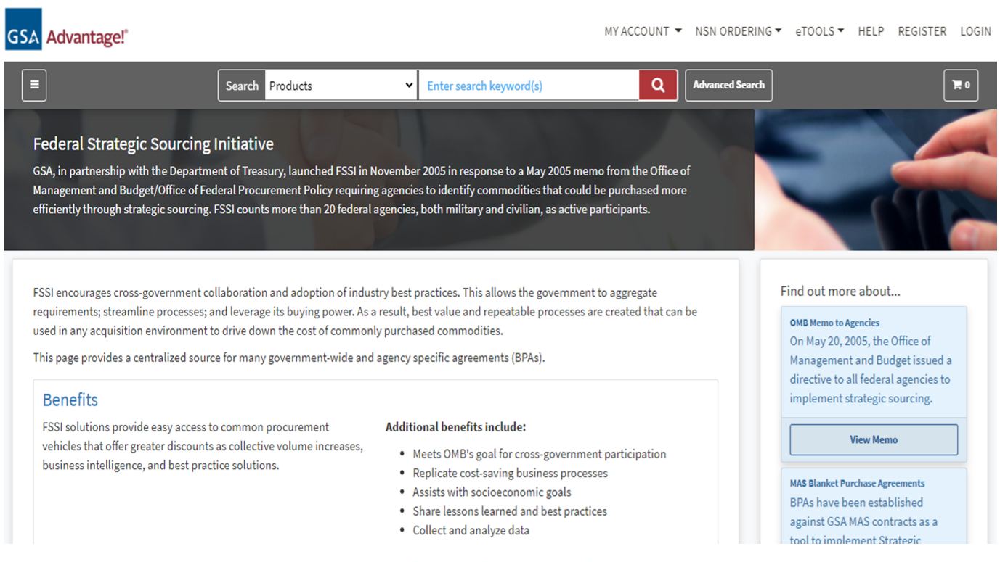 GSA Advantage!®
MY ACCOUNT NSN ORDERING eTOOLS HELP REGISTER LOGIN
Search Products Enter search keyword(s) Advanced Search 0
Federal Strategic Sourcing Initiative
GSA, in partnership with the Department of Treasury, launched FSSI in November 2005 in response to a May 2005 memo from the Office of
Management and Budget/Office of Federal Procurement Policy requiring agencies to identify commodities that could be purchased more
efficiently through strategic sourcing. FSSI counts more than 20 federal agencies, both military and civilian, as active participants.
FSSI encourages cross-government collaboration and adoption of industry best practices. This allows the government to aggregate
requirements; streamline processes; and leverage its buying power. As a result, best value and repeatable processes are created that can be
used in any acquisition environment to drive down the cost of commonly purchased commodities.
This page provides a centralized source for many government-wide and agency specific agreements (BPAs).
Benefits
FSSI solutions provide easy access to common procurement
vehicles that offer greater discounts as collective volume increases,
business intelligence, and best practice solutions.
Additional benefits include:
• Meets OMB's goal for cross-government participation
• Replicate cost-saving business processes
• Assists with socioeconomic goals
• Share lessons learned and best practices
• Collect and analyze data
Find out more about...
OMB Memo to Agencies
On May 20, 2005, the Office of
Management and Budget issued a
directive to all federal agencies to
implement strategic sourcing.
View Memo
MAS Blanket Purchase Agreements
BPAs have been established
against GSA MAS contracts as a
tool to implement Strategic